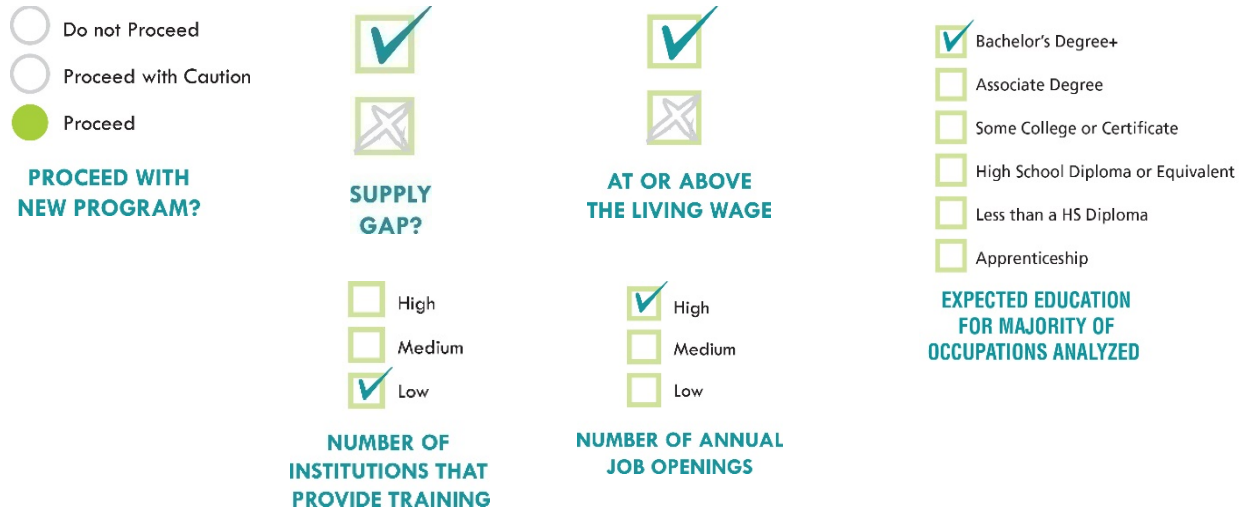 Do not Proceed
Proceed with Caution
Proceed
PROCEED WITH
NEW PROGRAM?
SUPPLY
GAP?
AT OR ABOVE
THE LIVING WAGE
Bachelor's Degree+
Associate Degree
Some College or Certificate
High School Diploma or Equivalent
Less than a HS Diploma
Apprenticeship
EXPECTED EDUCATION
FOR MAJORITY OF
OCCUPATIONS ANALYZED
High
Medium
Low
NUMBER OF
INSTITUTIONS THAT
PROVIDE TRAINING
High
Medium
Low
NUMBER OF ANNUAL
JOB OPENINGS